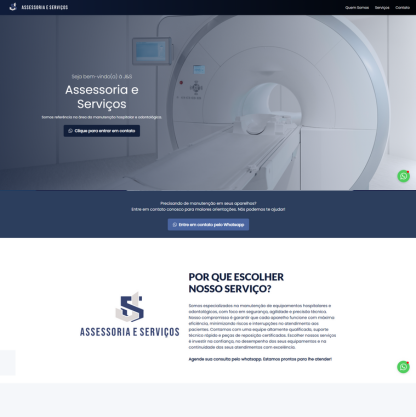 ASSESSORIA E SERVIÇOS
Quem Somos Serviços Contato
Seja bem-vindo(a) à J&S
Assessoria e
Serviços
Somos referência na área de manutenção hospitalar e odontológica.
Clique para entrar em contato
Precisando de manutenção em seus aparelhos?
Entre em contato conosco para maiores orientações. Nós podemos te ajudar!
Entre em contato pelo Whatsapp
POR QUE ESCOLHER
NOSSO SERVIÇO?
ASSESSORIA E SERVIÇOS
Somos especializados na manutenção de equipamentos hospitalares e
odontológicos, com foco em segurança, agilidade e precisão técnica.
Nosso compromisso é garantir que cada aparelho funcione com máxima
eficiência, minimizando riscos e interrupções no atendimento aos
pacientes. Contamos com uma equipe altamente qualificada, suporte
técnico rápido e peças de reposição certificadas. Escolher nossos serviços
é investir na confiança, no desempenho dos seus equipamentos e na
continuidade dos seus atendimentos com excelência.
Agende sua consulta pelo whatsapp. Estamos prontos para lhe atender!